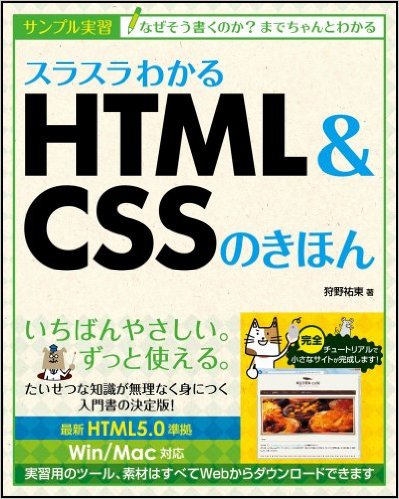 サンプル実習
なぜそう書くのか? までちゃんとわかる
スラスラわかる
HTML &
CSSのきほん
狩野祐東 著
いちばんやさしい。
ずっと使える。
たいせつな知識が無理なく身につく
入門書の決定版!
完全
チュートリアルで
小さなサイトが完成します!
最新 HTML5.0 準拠
Win/Mac 対応
実習用のツール、素材はすべてWebからダウンロードできます